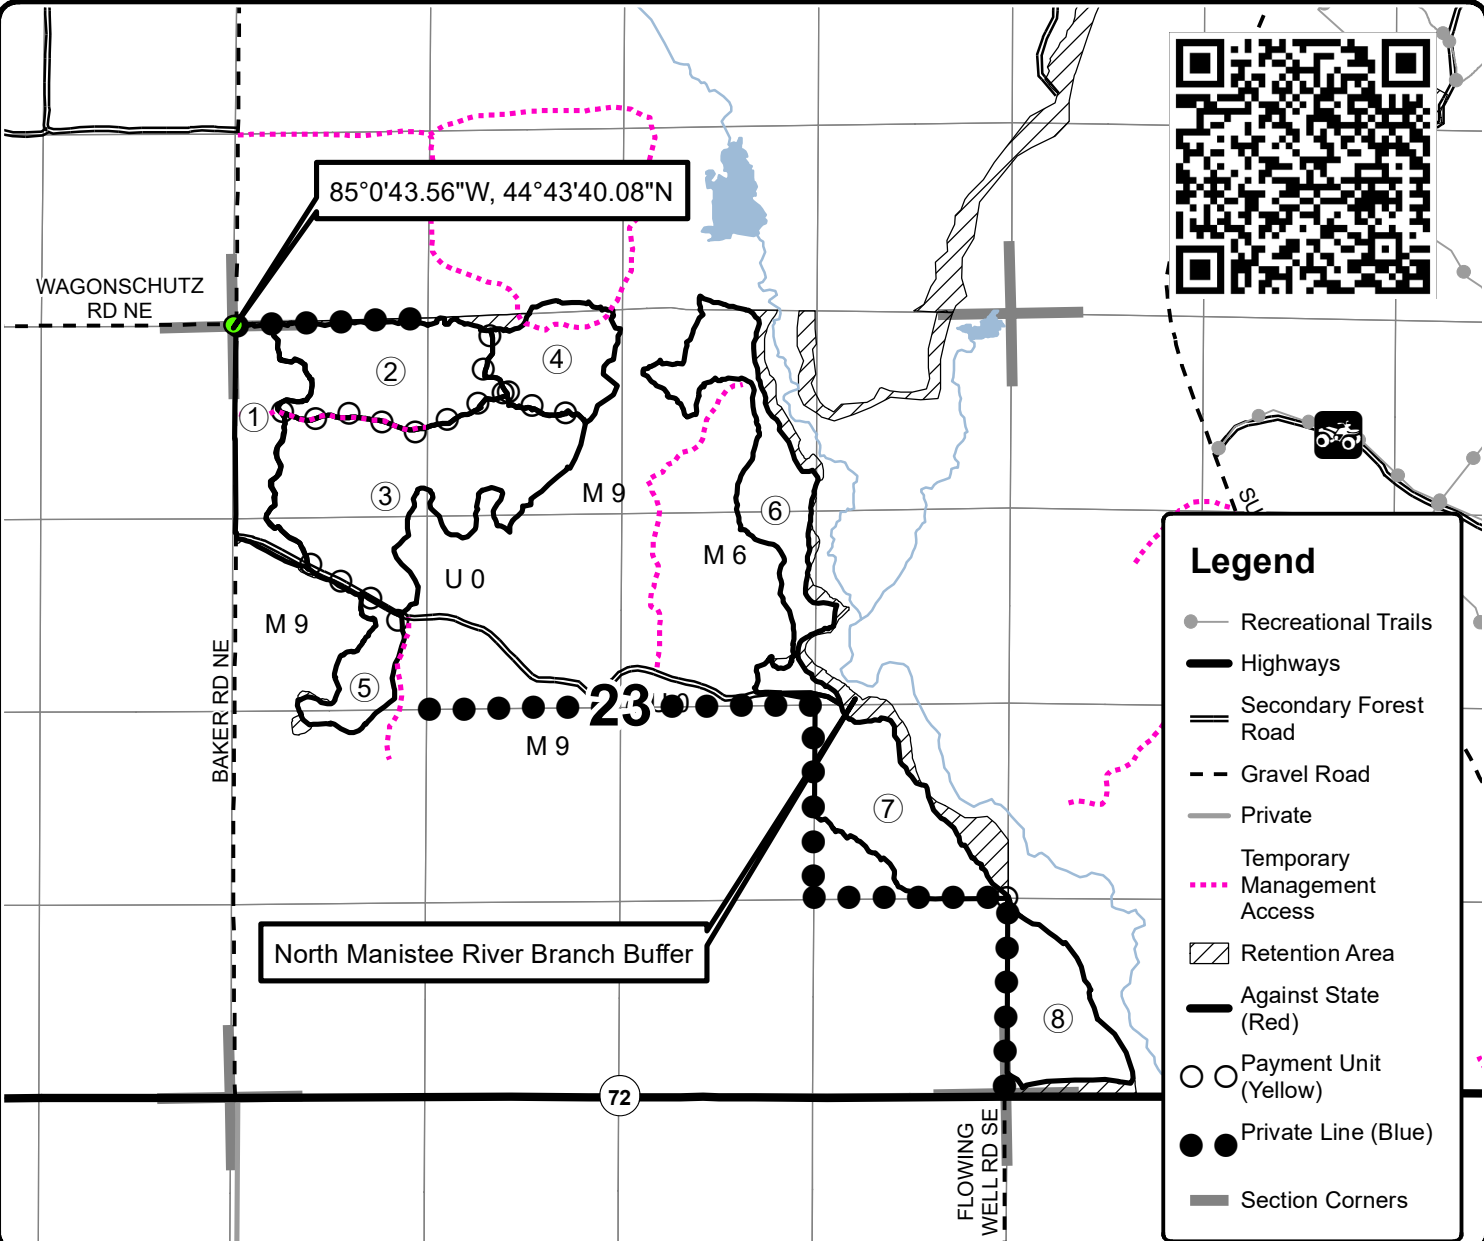 85°0'43.56"W, 44°43'40.08"N
WAGONSCHUTZ
RD NE
2
4
1
3
M 9
6
SU
M 6
U 0
M 9
5
23
M 9
BAKER RD NE
7
North Manistee River Branch Buffer
8
72
FLOWING
WELL RD SE
Legend
Recreational Trails
Highways
Secondary Forest
Road
Gravel Road
Private
Temporary
Management
Access
Retention Area
Against State
(Red)
Payment Unit
(Yellow)
Private Line (Blue)
Section Corners